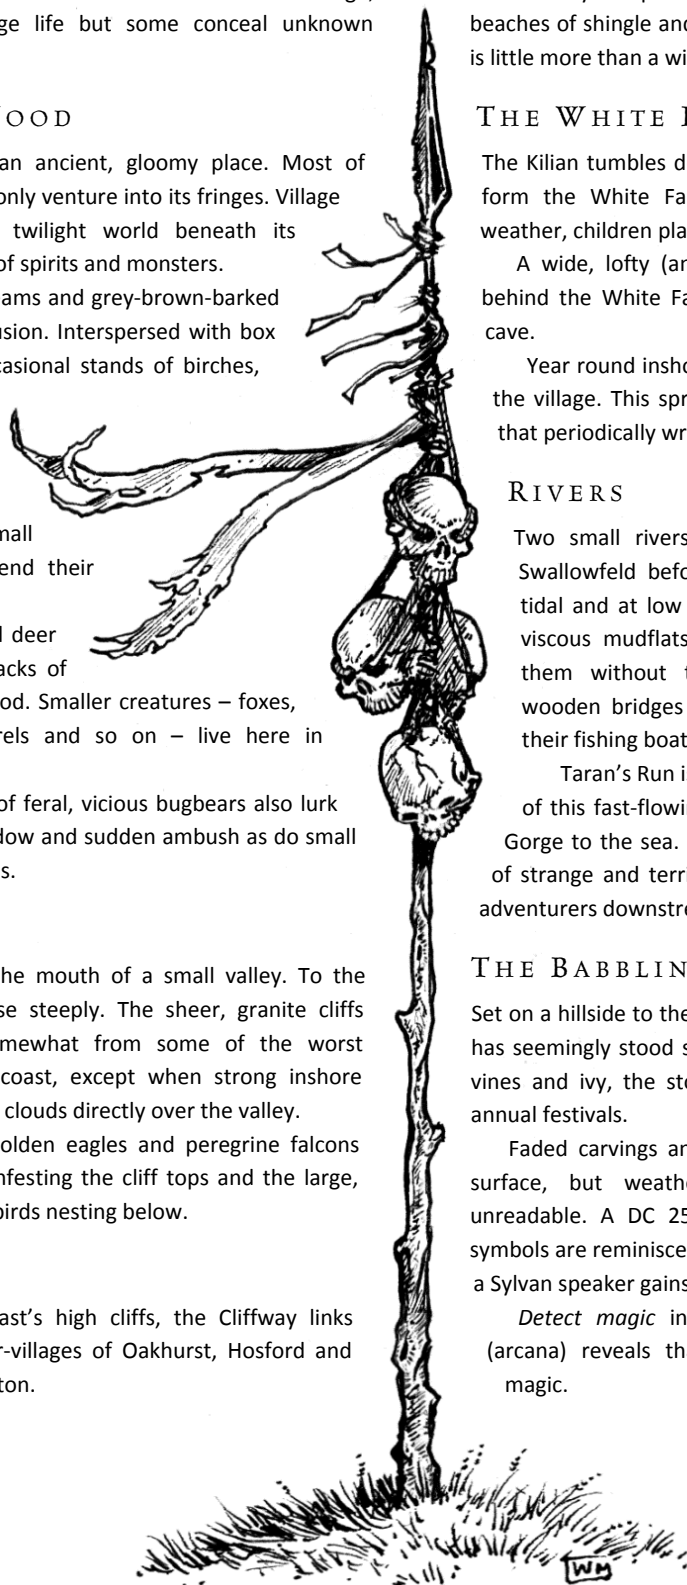 ge life but some conceal unknown
OOD
an ancient, gloomy place. Most of
only venture into its fringes. Village
twilight world beneath its
of spirits and monsters.
eams and grey-brown-barked
usion. Interspersed with box
casional stands of birches,
mall
end their
d deer
acks of
od. Smaller creatures – foxes,
rels and so on – live here in
of feral, vicious bugbears also lurk
dow and sudden ambush as do small
s.
he mouth of a small valley. To the
se steeply. The sheer, granite cliffs
mewhat from some of the worst
coast, except when strong inshore
clouds directly over the valley.
olden eagles and peregrine falcons
nfesting the cliff tops and the large,
birds nesting below.
ast's high cliffs, the Cliffway links
r-villages of Oakhurst, Hosford and
ton.
beaches of shingle and
is little more than a wi
THE WHITE
The Kilian tumbles d
form the White Fa
weather, children pla
A wide, lofty (an
behind the White Fa
cave.
Year round insho
the village. This spr
that periodically wr
RIVERS
Two small rivers
Swallowfeld befo
tidal and at low
viscous mudflats
them without t
wooden bridges
their fishing boat
Taran's Run is
of this fast-flowin
Gorge to the sea.
of strange and terri
adventurers downstre
THE BABBLIN
Set on a hillside to the
has seemingly stood s
vines and ivy, the sto
annual festivals.
Faded carvings an
surface, but weathe
unreadable. A DC 25
symbols are reminisce
a Sylvan speaker gains
Detect magic in
(arcana) reveals tha
magic.
WM